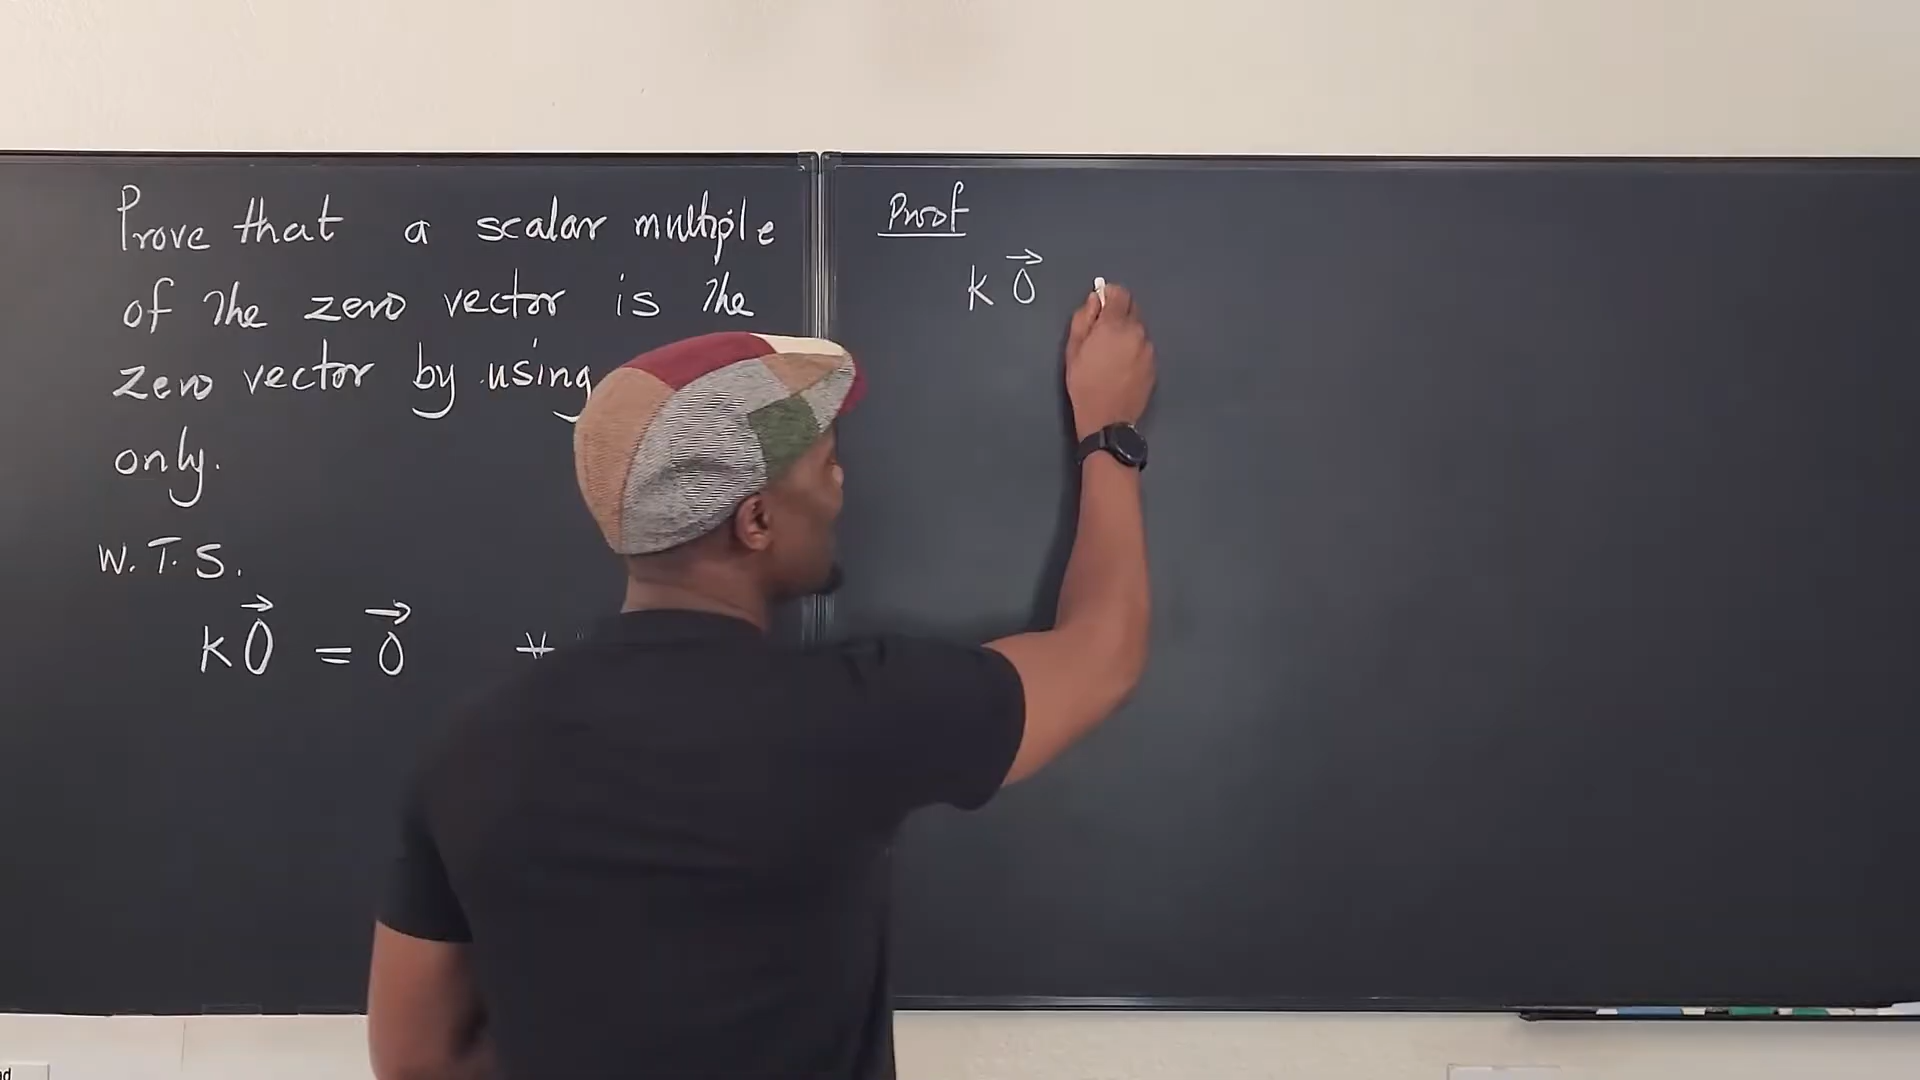 Prove that a scalar multiple
of the zero vector is the
zero vector by using
only.
W.T.S.
k0⃗ = 0⃗ ∀
Proof
k0⃗